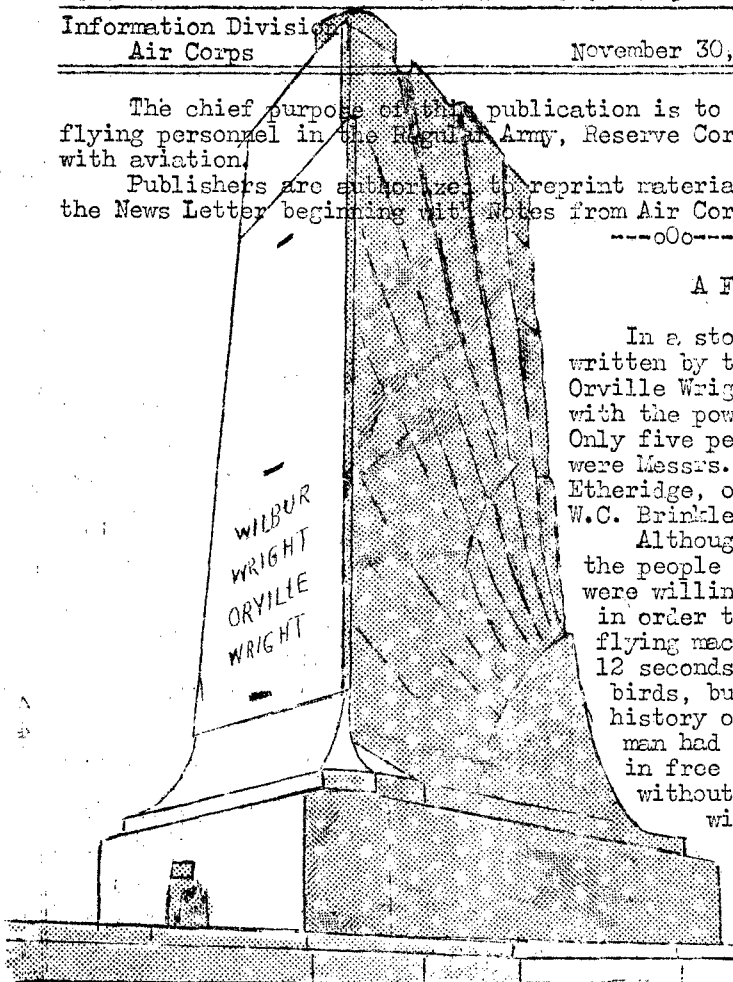 Information Division
Air Corps
November 30,
The chief purpose of this publication is to
flying personnel in the Regular Army, Reserve Cor
with aviation.
Publishers are authorized to reprint materia
the News Letter beginning with Notes from Air Cor
---oOo---
A F
In a sto
written by t
Orville Wrig
with the pow
Only five pe
were Messrs.
Etheridge, o
W.C. Brinkle
Althoug
the people
were willin
in order t
flying mac
12 seconds
birds, bu
history o
man had
in free
without
wi
WILBUR
WRIGHT
ORVILLE
WRIGHT